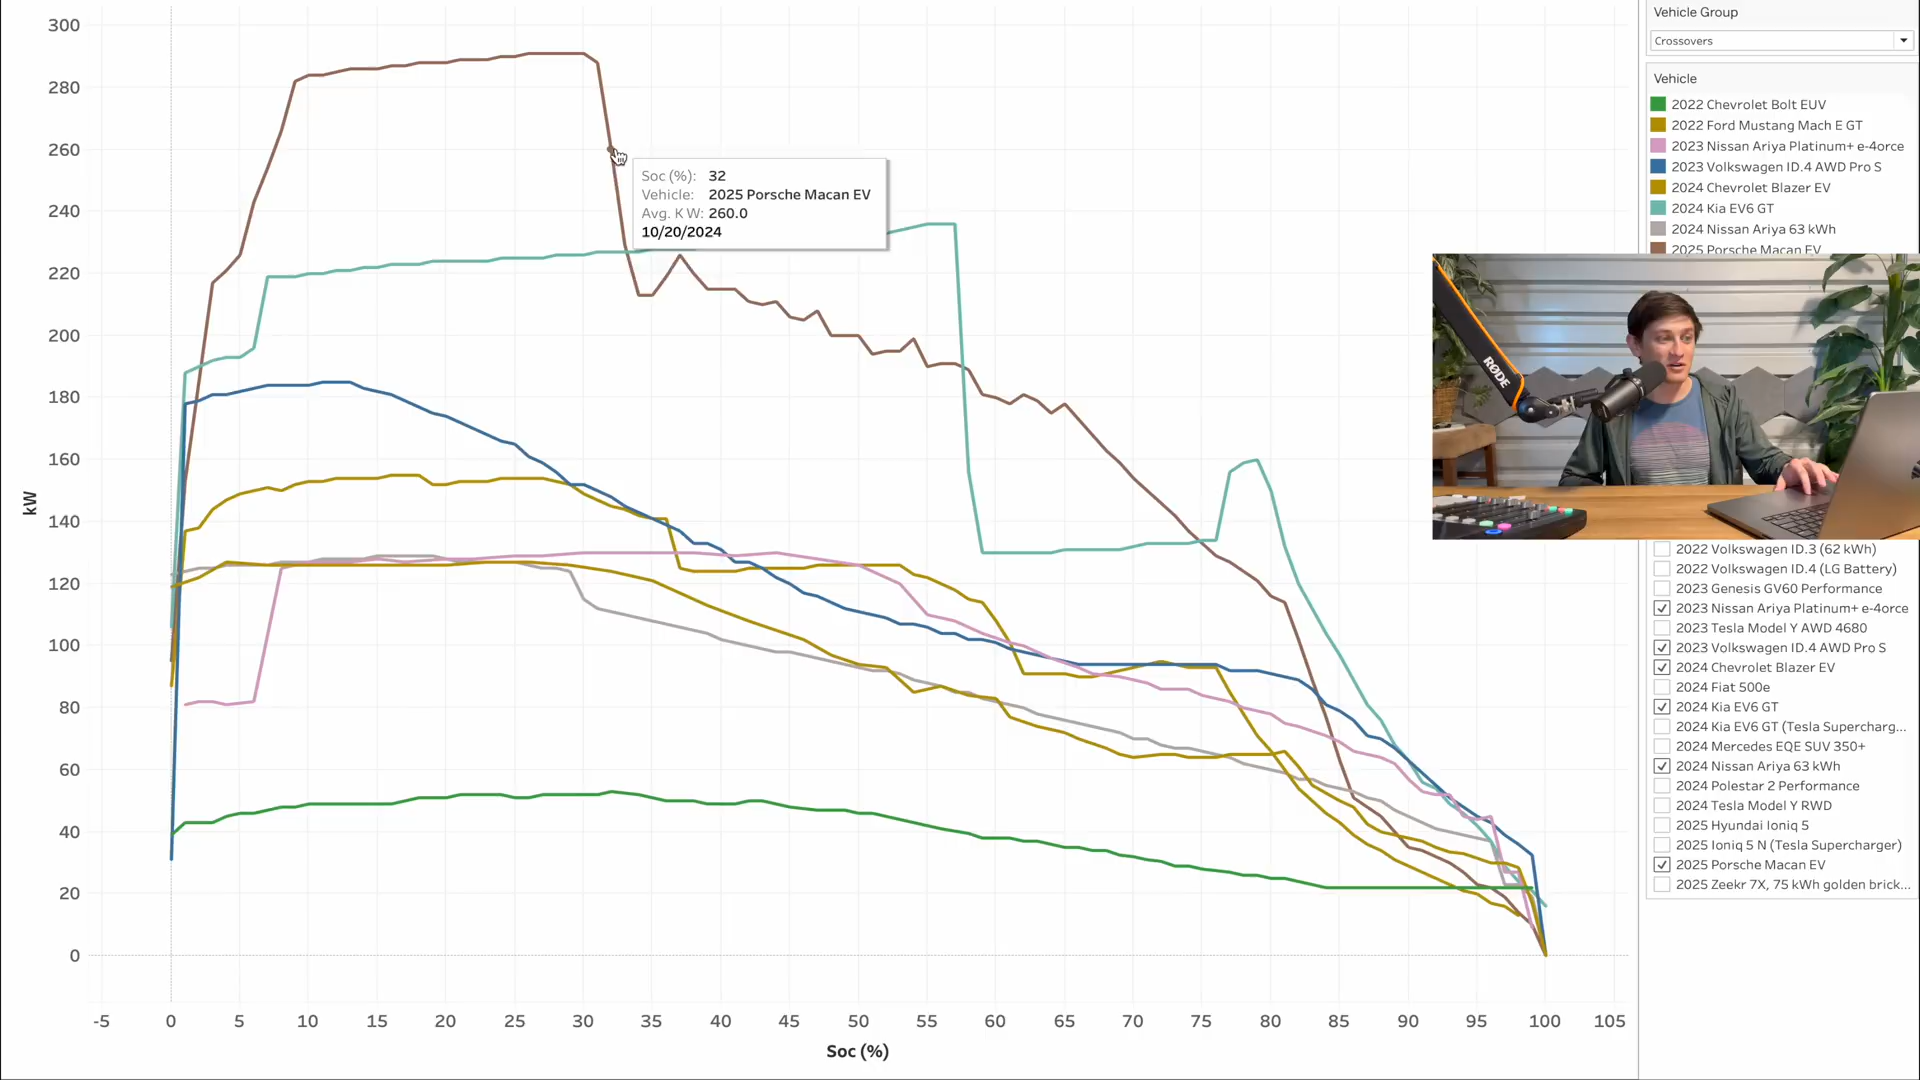 300
280
260
240
220
200
180
160
140
120
100
80
60
40
20
0
kW
-5 0 5 10 15 20 25 30 35 40 45 50 55 60 65 70 75 80 85 90 95 100 105
Soc (%)
Soc (%): 32
Vehicle: 2025 Porsche Macan EV
Avg. KW: 260.0
10/20/2024
Vehicle Group
Crossovers
Vehicle
2022 Chevrolet Bolt EUV
2022 Ford Mustang Mach E GT
2023 Nissan Ariya Platinum+ e-4orce
2023 Volkswagen ID.4 AWD Pro S
2024 Chevrolet Blazer EV
2024 Kia EV6 GT
2024 Nissan Ariya 63 kWh
2025 Porsche Macan EV
RØDE
2022 Volkswagen ID.3 (62 kWh)
2022 Volkswagen ID.4 (LG Battery)
2023 Genesis GV60 Performance
2023 Nissan Ariya Platinum+ e-4orce
2023 Tesla Model Y AWD 4680
2023 Volkswagen ID.4 AWD Pro S
2024 Chevrolet Blazer EV
2024 Fiat 500e
2024 Kia EV6 GT
2024 Kia EV6 GT (Tesla Supercharg...
2024 Mercedes EQE SUV 350+
2024 Nissan Ariya 63 kWh
2024 Polestar 2 Performance
2024 Tesla Model Y RWD
2025 Hyundai Ioniq 5
2025 Ioniq 5 N (Tesla Supercharger)
2025 Porsche Macan EV
2025 Zeekr 7X, 75 kWh golden brick...